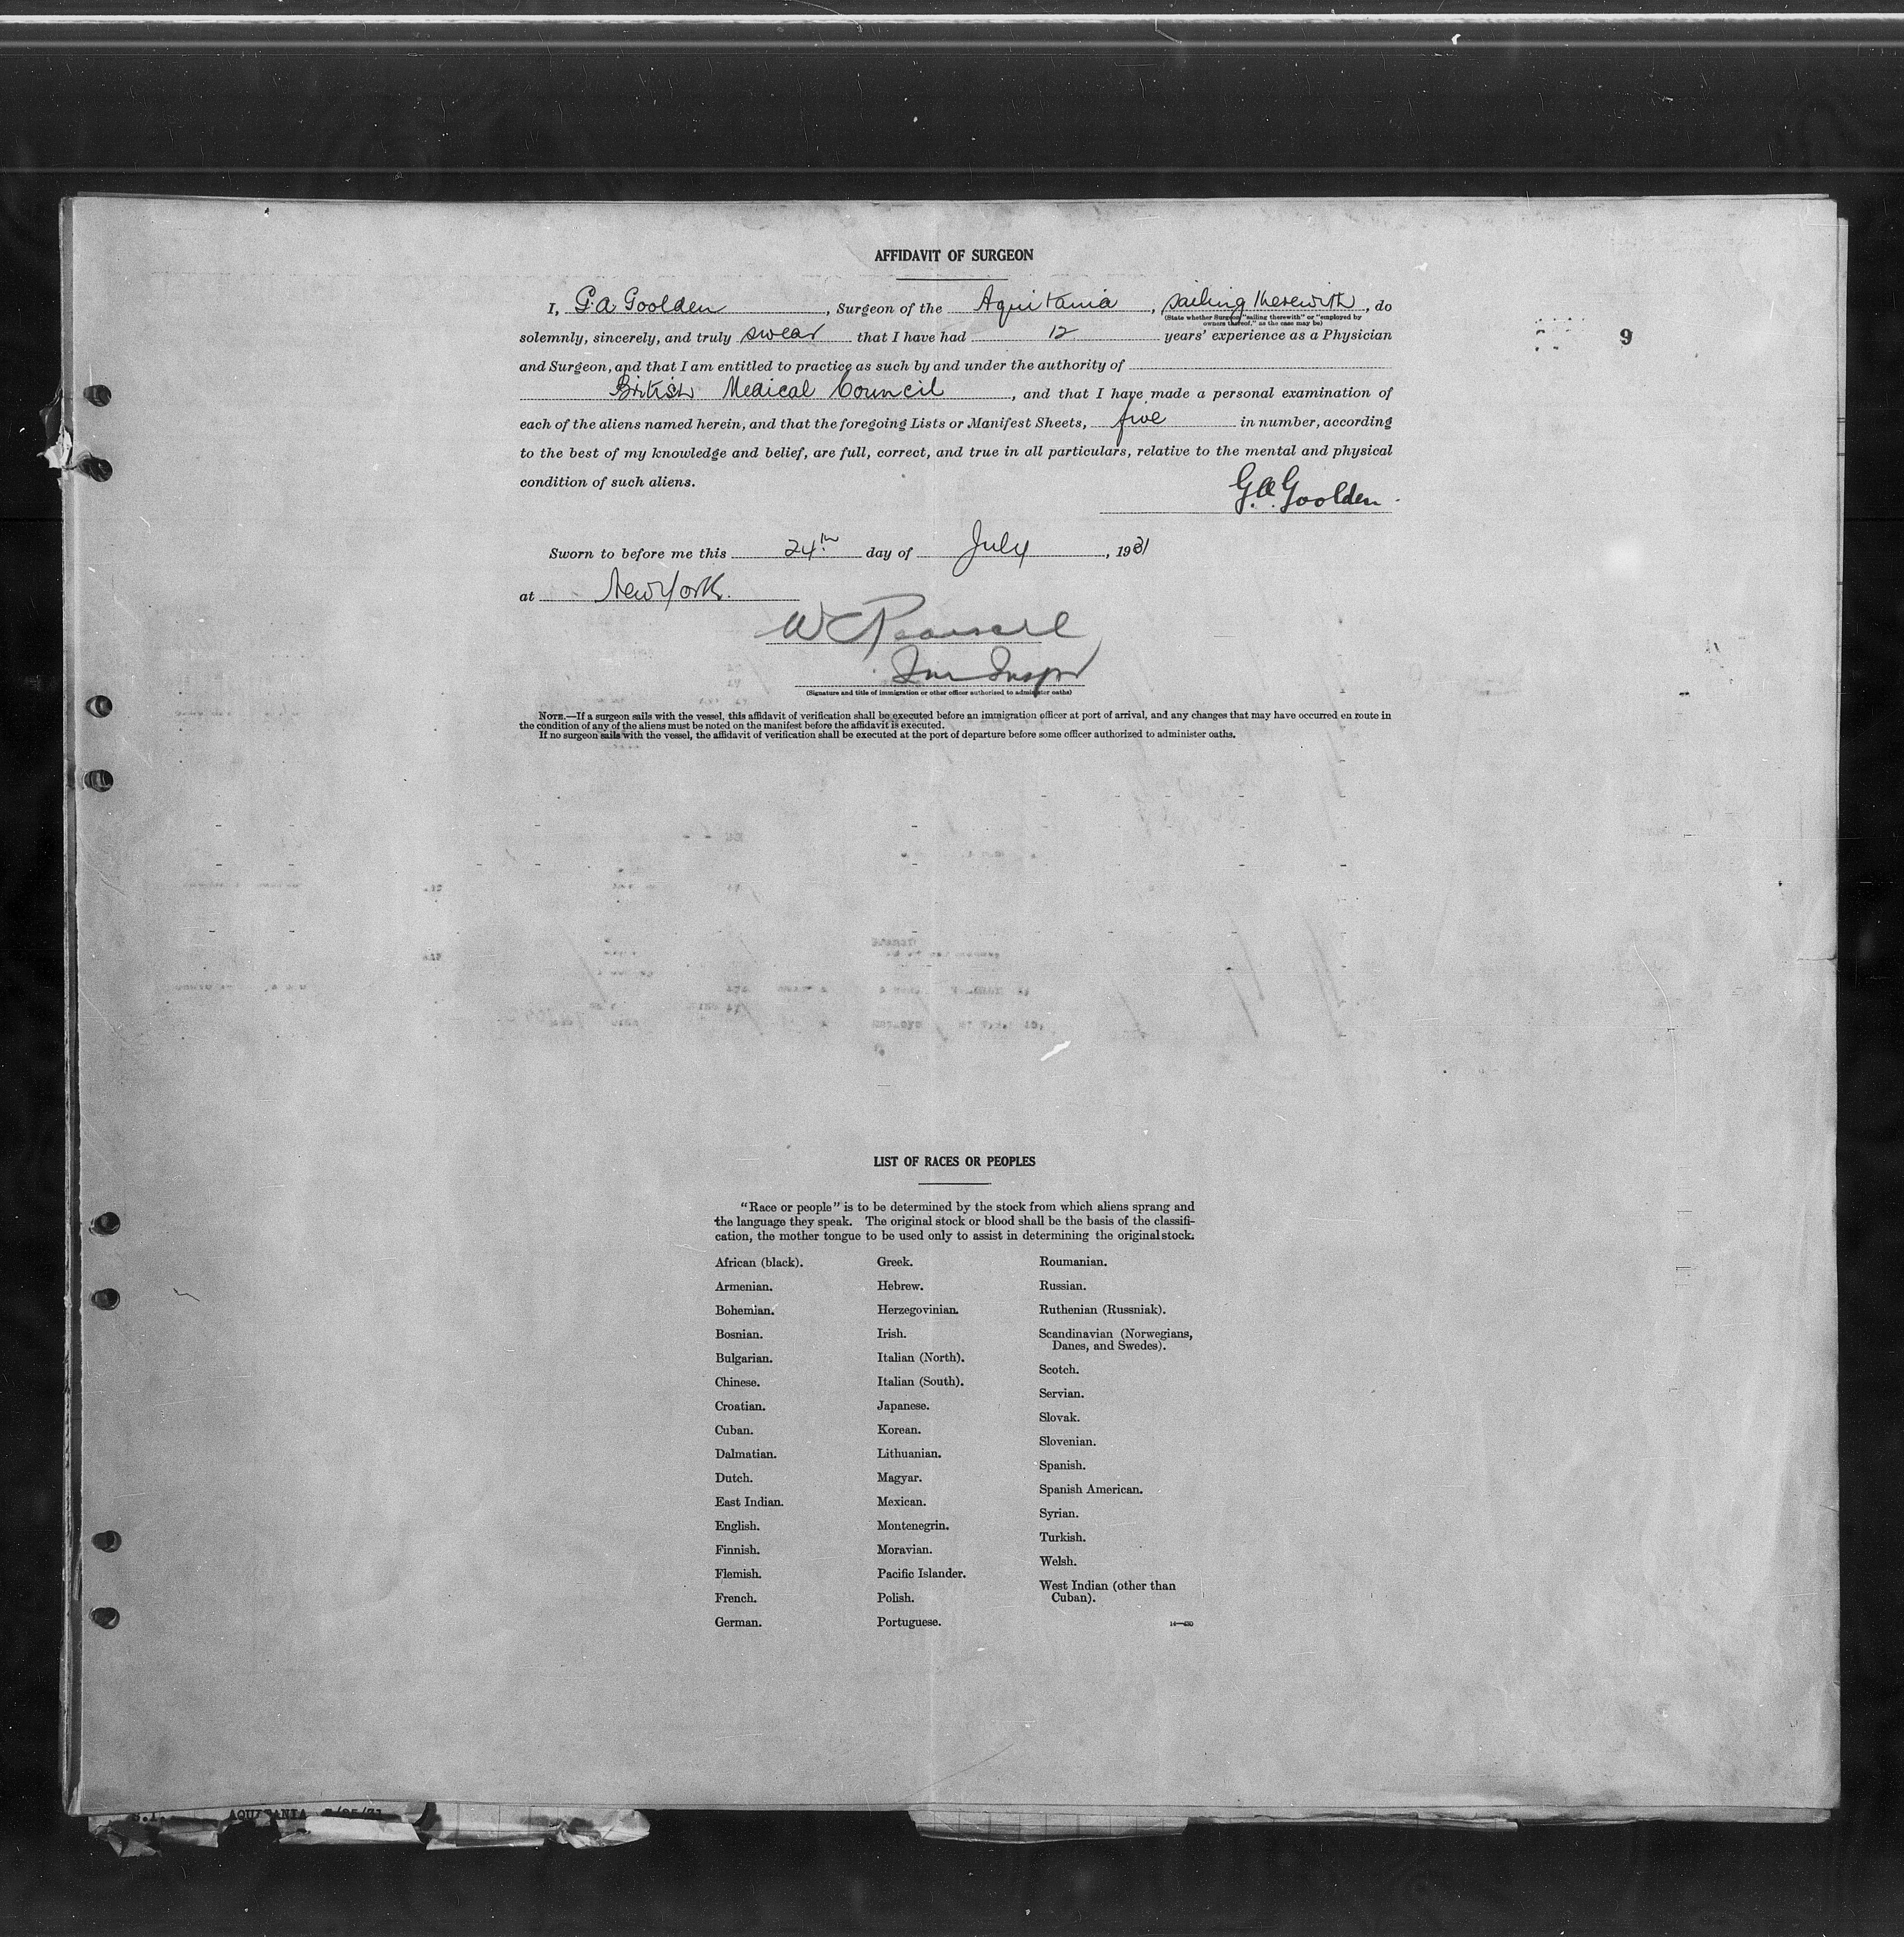 AFFIDAVIT OF SURGEON
I, G.A Goolden, Surgeon of the Aquitania, sailing therewith, do
(State whether Surgeon "sailing therewith" or "employed by
owners thereof," as the case may be)
solemnly, sincerely, and truly swear that I have had 12 years' experience as a Physician
9
and Surgeon, and that I am entitled to practice as such by and under the authority of
British Medical Council, and that I have made a personal examination of
each of the aliens named herein, and that the foregoing Lists or Manifest Sheets, five in number, according
to the best of my knowledge and belief, are full, correct, and true in all particulars, relative to the mental and physical
condition of such aliens.
G.A. Goolden
Sworn to before me this 24th day of July, 1931
at New York.
Imm Inspr
(Signature and title of immigration or other officer authorized to administer oaths)
NOTE.—If a surgeon sails with the vessel, this affidavit of verification shall be executed before an immigration officer at port of arrival, and any changes that may have occurred en route in
the condition of any of the aliens must be noted on the manifest before the affidavit is executed.
If no surgeon sails with the vessel, the affidavit of verification shall be executed at the port of departure before some officer authorized to administer oaths.
LIST OF RACES OR PEOPLES
"Race or people" is to be determined by the stock from which aliens sprang and
the language they speak. The original stock or blood shall be the basis of the classifi-
cation, the mother tongue to be used only to assist in determining the original stock.
African (black).
Armenian.
Bohemian.
Bosnian.
Bulgarian.
Chinese.
Croatian.
Cuban.
Dalmatian.
Dutch.
East Indian.
English.
Finnish.
Flemish.
French.
German.
Greek.
Hebrew.
Herzegovinian.
Irish.
Italian (North).
Italian (South).
Japanese.
Korean.
Lithuanian.
Magyar.
Mexican.
Montenegrin.
Moravian.
Pacific Islander.
Polish.
Portuguese.
Roumanian.
Russian.
Ruthenian (Russniak).
Scandinavian (Norwegians,
Danes, and Swedes).
Scotch.
Servian.
Slovak.
Slovenian.
Spanish.
Spanish American.
Syrian.
Turkish.
Welsh.
West Indian (other than
Cuban).
AQUITANIA